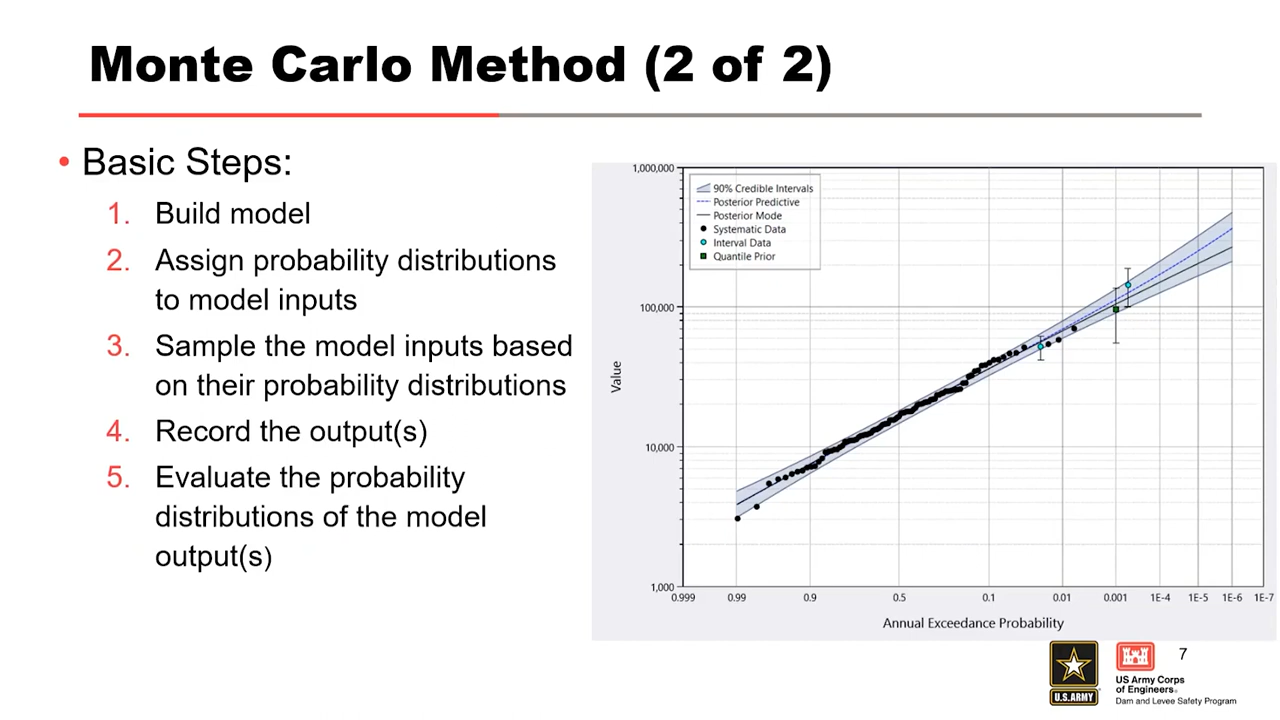 Monte Carlo Method (2 of 2)
• Basic Steps:
1. Build model
2. Assign probability distributions
to model inputs
3. Sample the model inputs based
on their probability distributions
4. Record the output(s)
5. Evaluate the probability
distributions of the model
output(s)
1,000,000
100,000
10,000
1,000
Value
90% Credible Intervals
Posterior Predictive
Posterior Mode
Systematic Data
Interval Data
Quantile Prior
0.999 0.99 0.9 0.5 0.1 0.01 0.001 1E-4 1E-5 1E-6 1E-7
Annual Exceedance Probability
U.S.ARMY
US Army Corps
of Engineers®
Dam and Levee Safety Program
7